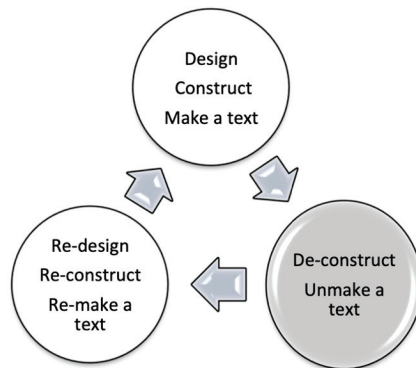 Design
Construct
Make a text
De-construct
Unmake a
text
Re-design
Re-construct
Re-make a
text